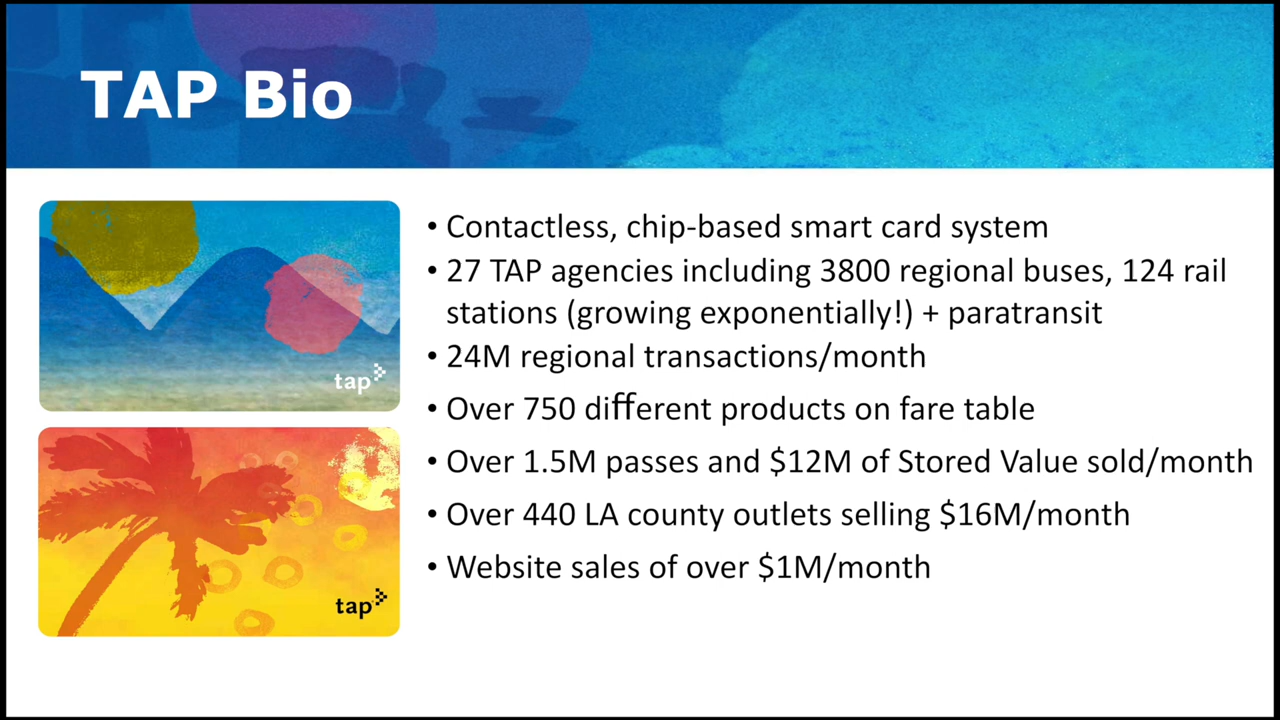 TAP Bio
• Contactless, chip-based smart card system
• 27 TAP agencies including 3800 regional buses, 124 rail
stations (growing exponentially!) + paratransit
• 24M regional transactions/month
• Over 750 different products on fare table
• Over 1.5M passes and $12M of Stored Value sold/month
• Over 440 LA county outlets selling $16M/month
• Website sales of over $1M/month
tap
tap